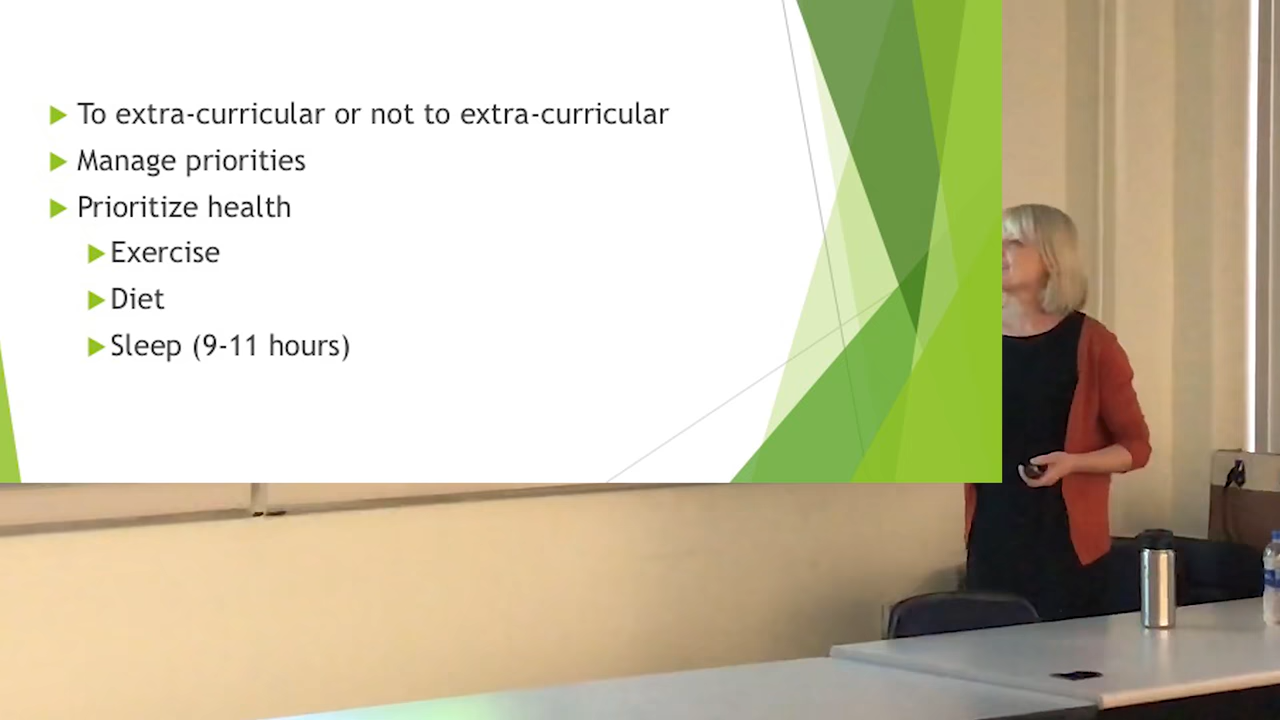 To extra-curricular or not to extra-curricular
Manage priorities
Prioritize health
Exercise
Diet
Sleep (9-11 hours)